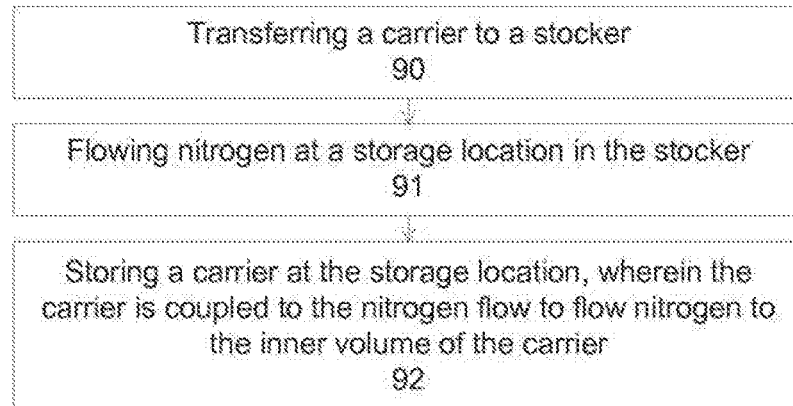 Transferring a carrier to a stocker
90
Flowing nitrogen at a storage location in the stocker
91
Storing a carrier at the storage location, wherein the
carrier is coupled to the nitrogen flow to flow nitrogen to
the inner volume of the carrier
92